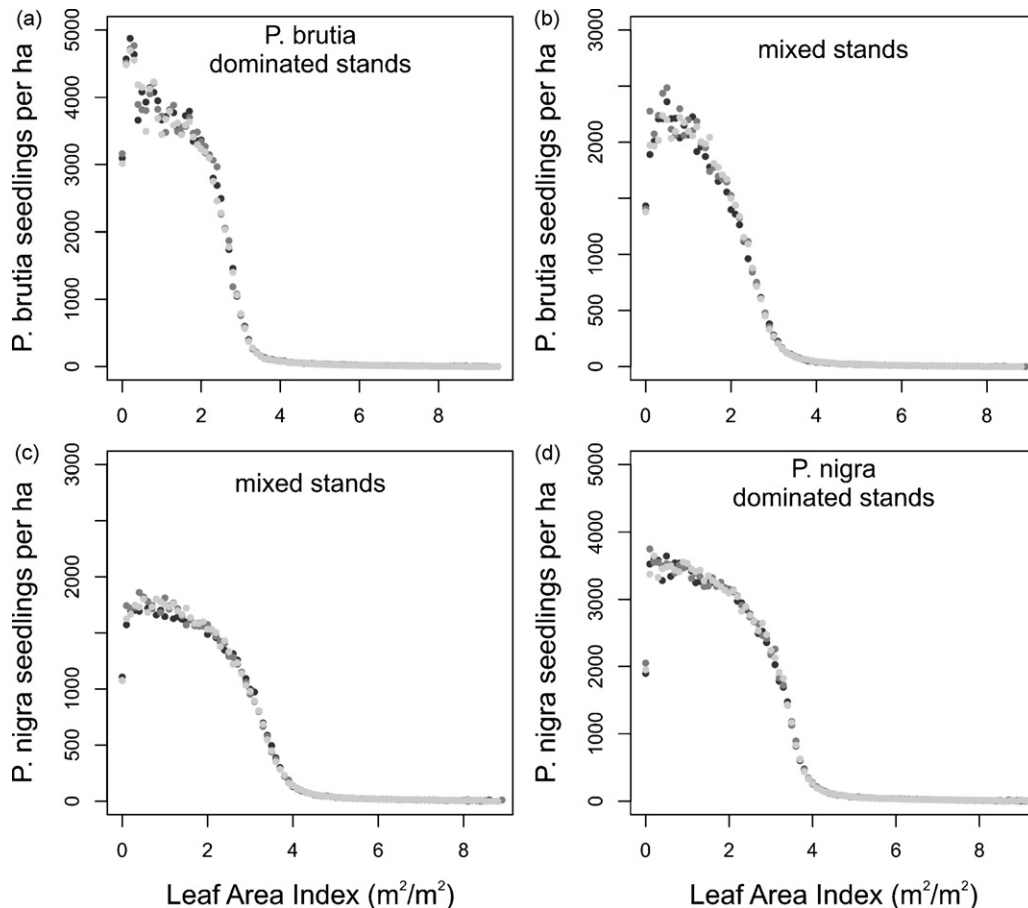 (a)
P. brutia
dominated stands
P. brutia seedlings per ha
0
1000
2000
3000
4000
5000
0 2 4 6 8
(b)
mixed stands
P. brutia seedlings per ha
0
500
1000
2000
3000
0 2 4 6 8
(c)
mixed stands
P. nigra seedlings per ha
0
500
1000
2000
3000
0 2 4 6 8
Leaf Area Index (m²/m²)
(d)
P. nigra
dominated stands
P. nigra seedlings per ha
0
1000
2000
3000
4000
5000
0 2 4 6 8
Leaf Area Index (m²/m²)